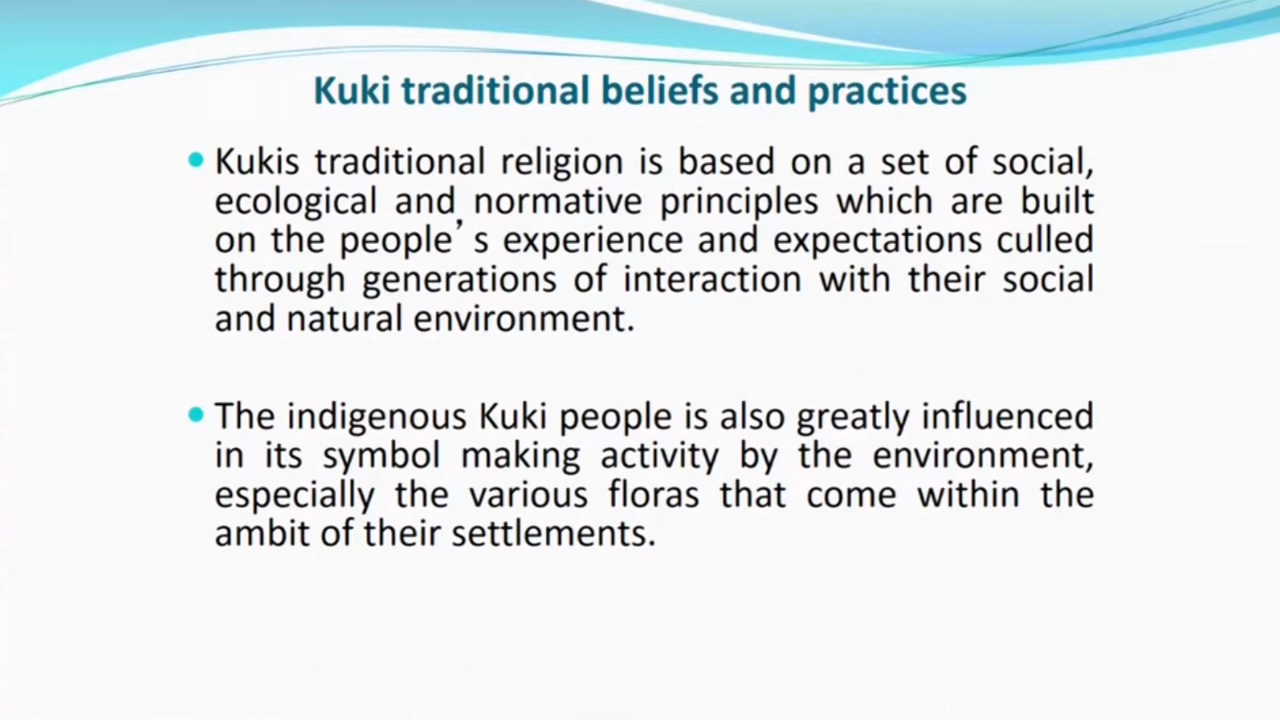 Kuki traditional beliefs and practices
• Kukis traditional religion is based on a set of social,
ecological and normative principles which are built
on the people’ s experience and expectations culled
through generations of interaction with their social
and natural environment.
• The indigenous Kuki people is also greatly influenced
in its symbol making activity by the environment,
especially the various floras that come within the
ambit of their settlements.